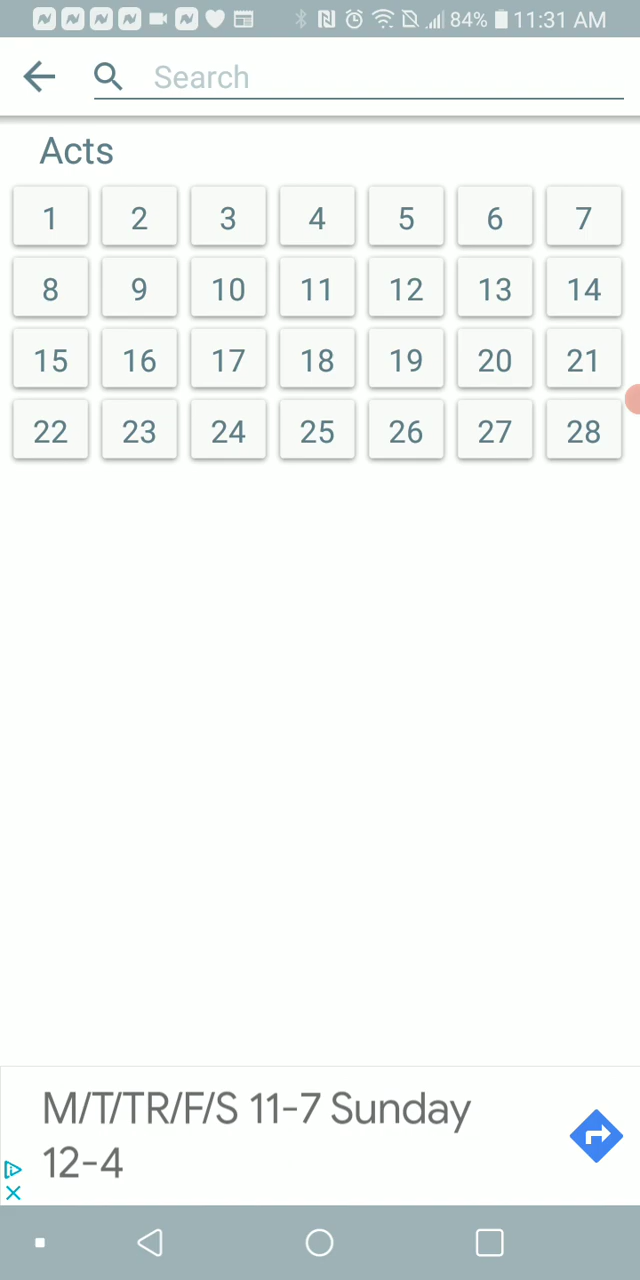 84% 11:31 AM
Search
Acts
1 2 3 4 5 6 7
8 9 10 11 12 13 14
15 16 17 18 19 20 21
22 23 24 25 26 27 28
M/T/TR/F/S 11-7 Sunday
12-4